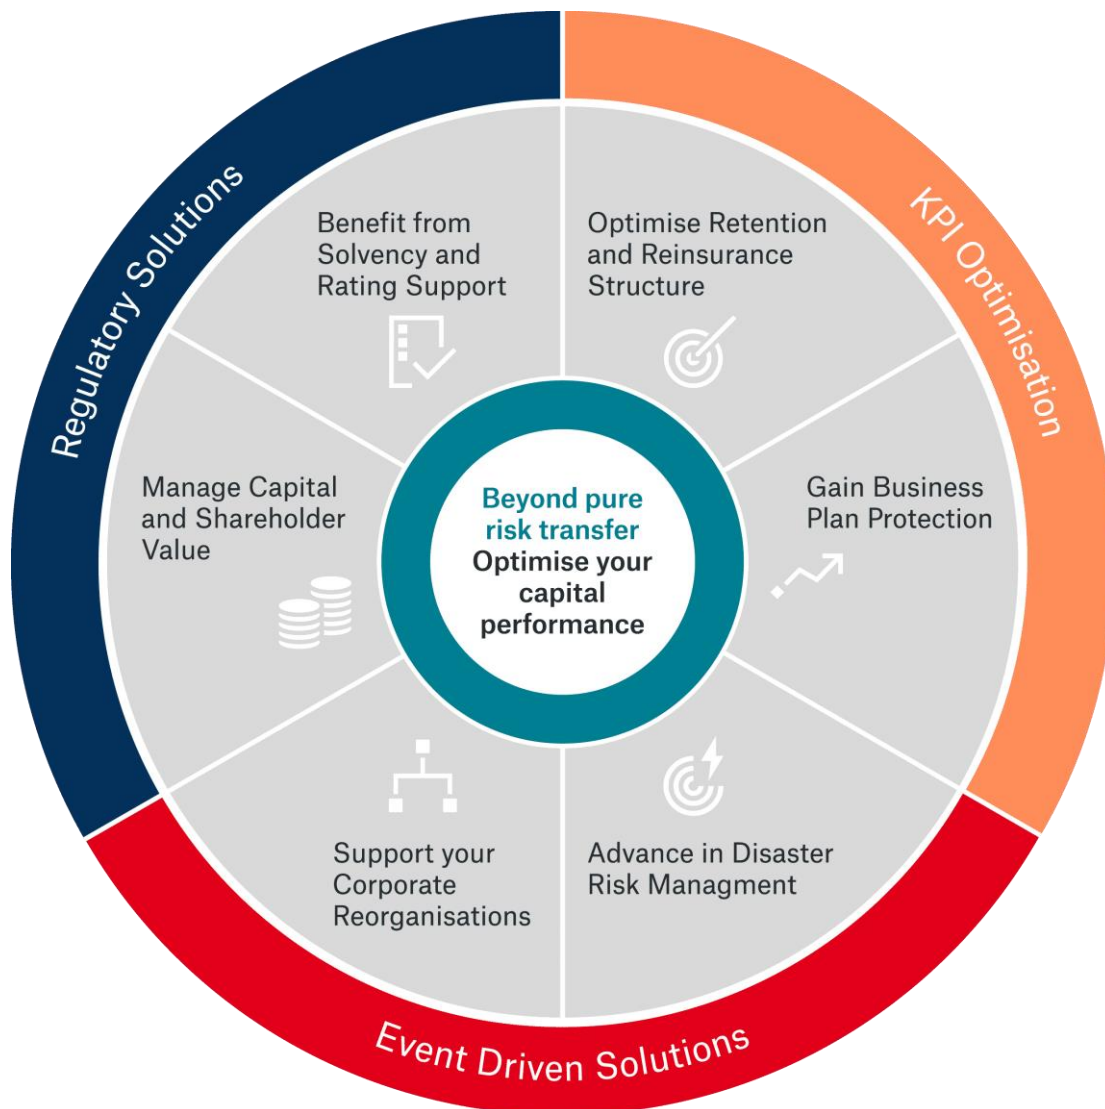 Regulatory Solutions
KPI Optimisation
Benefit from
Solvency and
Rating Support
Optimise Retention
and Reinsurance
Structure
Manage Capital
and Shareholder
Value
Beyond pure
risk transfer
Optimise your
capital
performance
Gain Business
Plan Protection
Support your
Corporate
Reorganisations
Advance in Disaster
Risk Managment
Event Driven Solutions